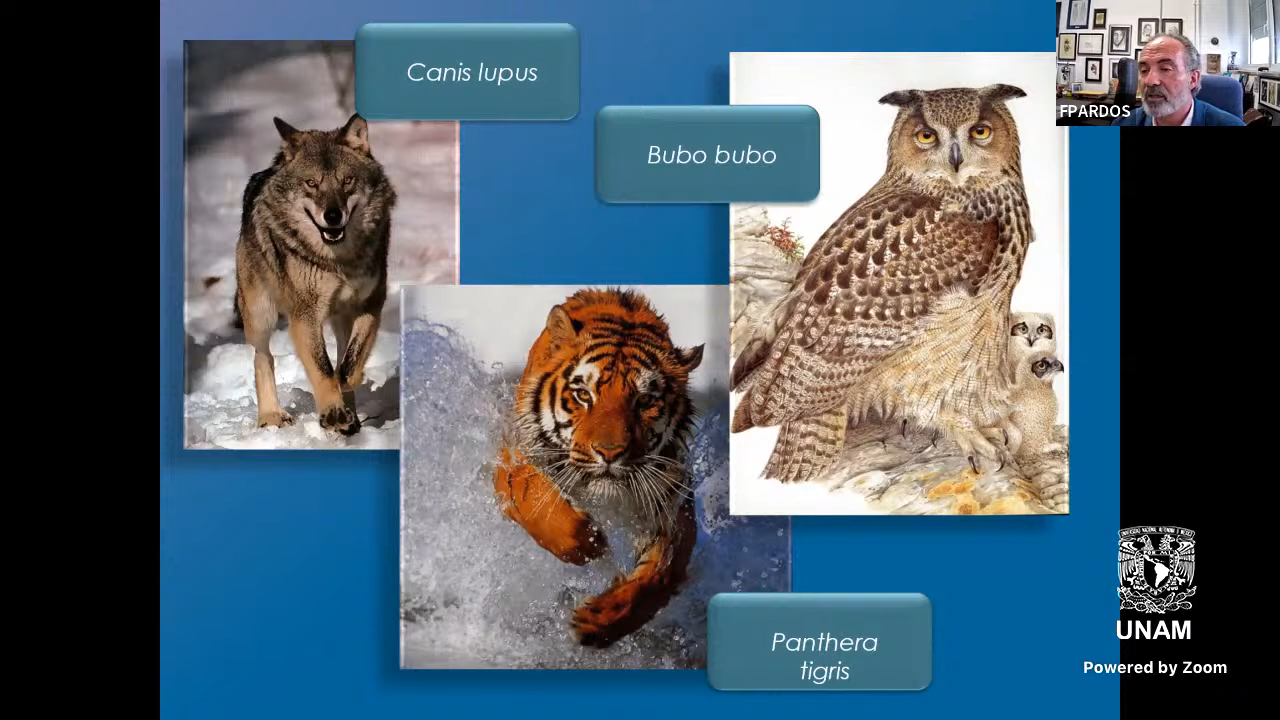 Canis lupus
Bubo bubo
FPARDOS
Panthera
tigris
UNAM
Powered by Zoom